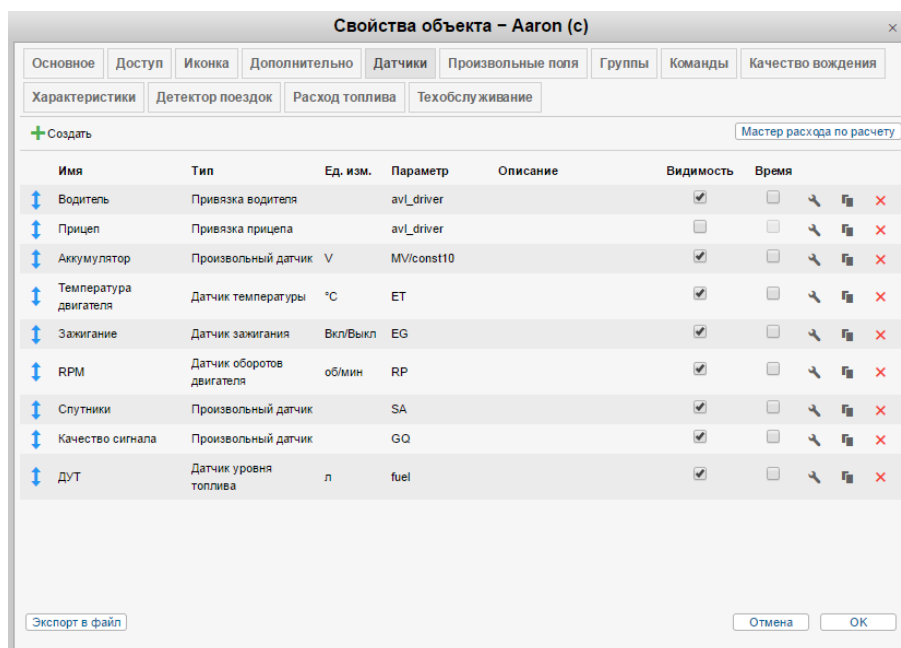 Свойства объекта – Aaron (c)
Основное Доступ Иконка Дополнительно Датчики Произвольные поля Группы Команды Качество вождения
Характеристики Детектор поездок Расход топлива Техобслуживание
Создать Мастер расхода по расчету
Имя Тип Ед. изм. Параметр Описание Видимость Время
Водитель Привязка водителя avl_driver
Прицеп Привязка прицепа avl_driver
Аккумулятор Произвольный датчик V MV/const10
Температура двигателя Датчик температуры °C ET
Зажигание Датчик зажигания Вкл/Выкл EG
RPM Датчик оборотов двигателя об/мин RP
Спутники Произвольный датчик SA
Качество сигнала Произвольный датчик GQ
ДУТ Датчик уровня топлива л fuel
Экспорт в файл Отмена OK